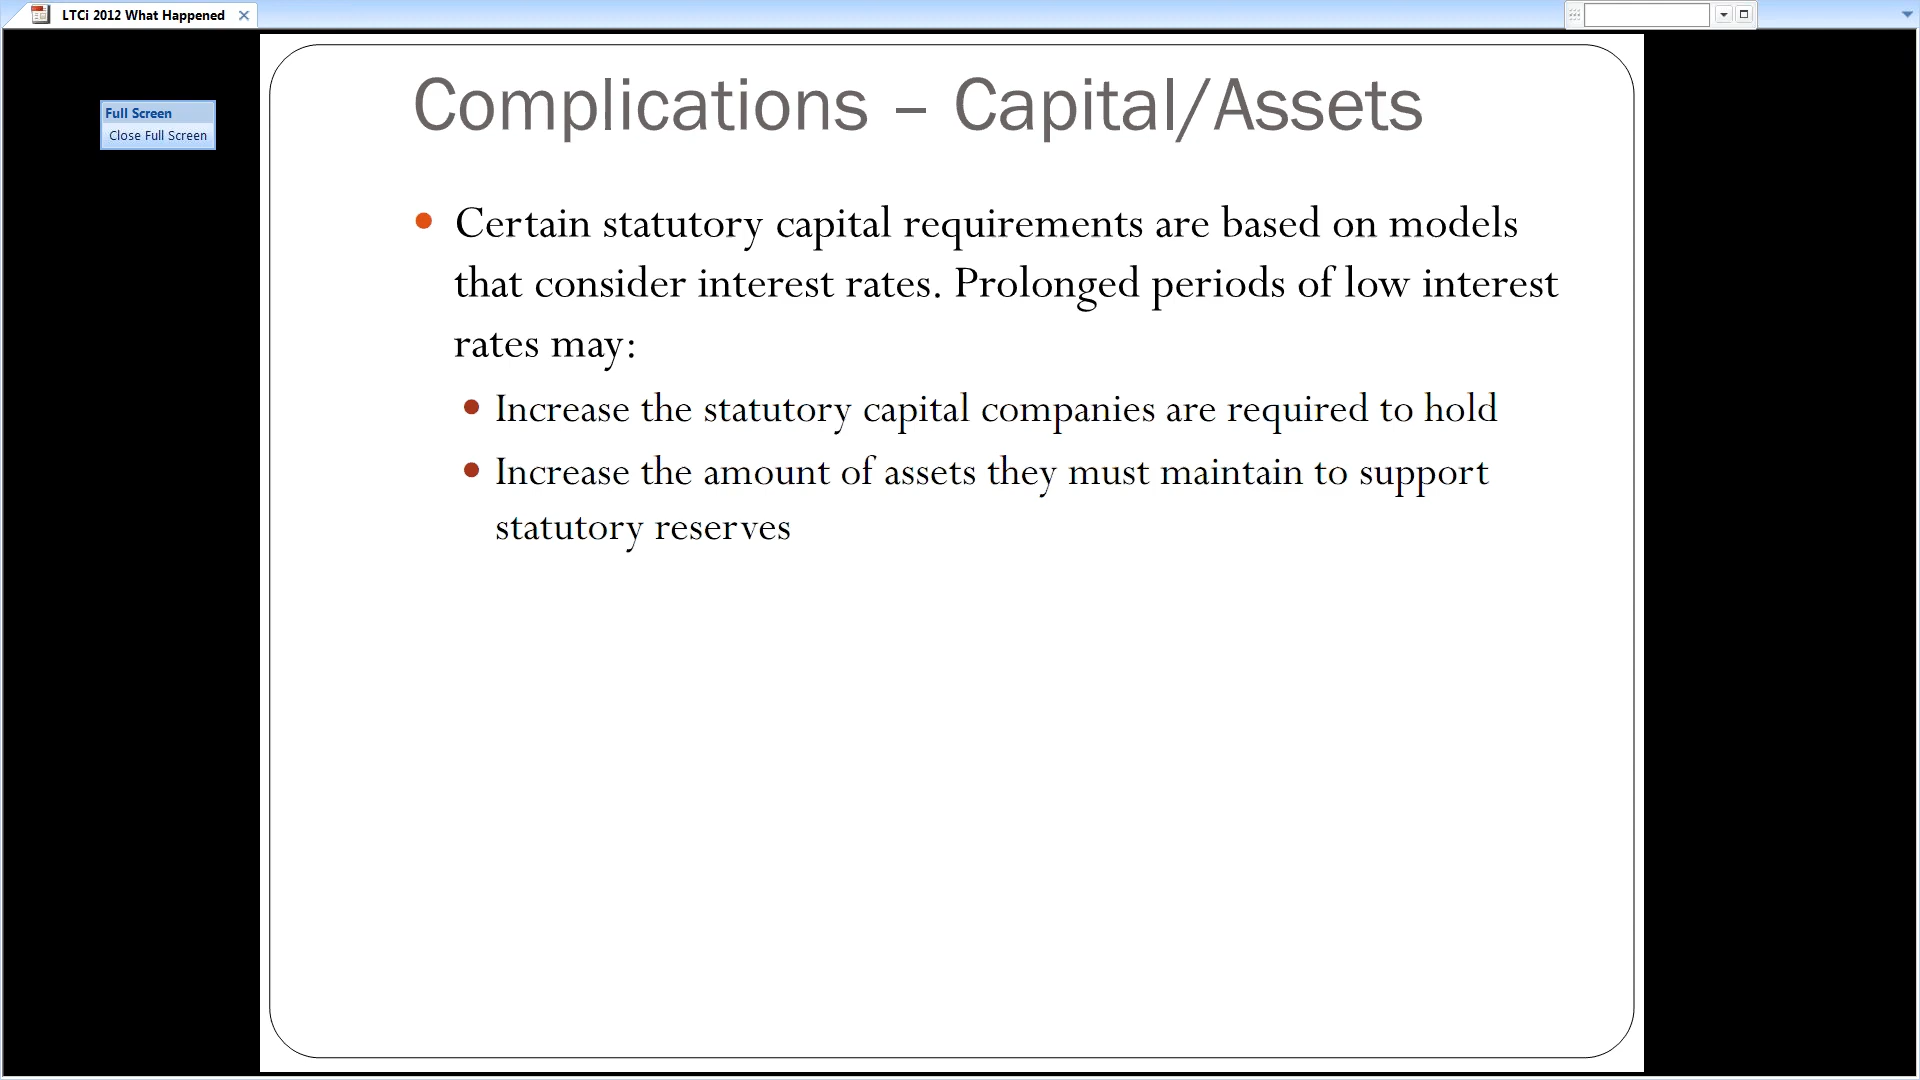 LTCi 2012 What Happened
Full Screen
Close Full Screen
Complications – Capital/Assets
Certain statutory capital requirements are based on models
that consider interest rates. Prolonged periods of low interest
rates may:
Increase the statutory capital companies are required to hold
Increase the amount of assets they must maintain to support
statutory reserves